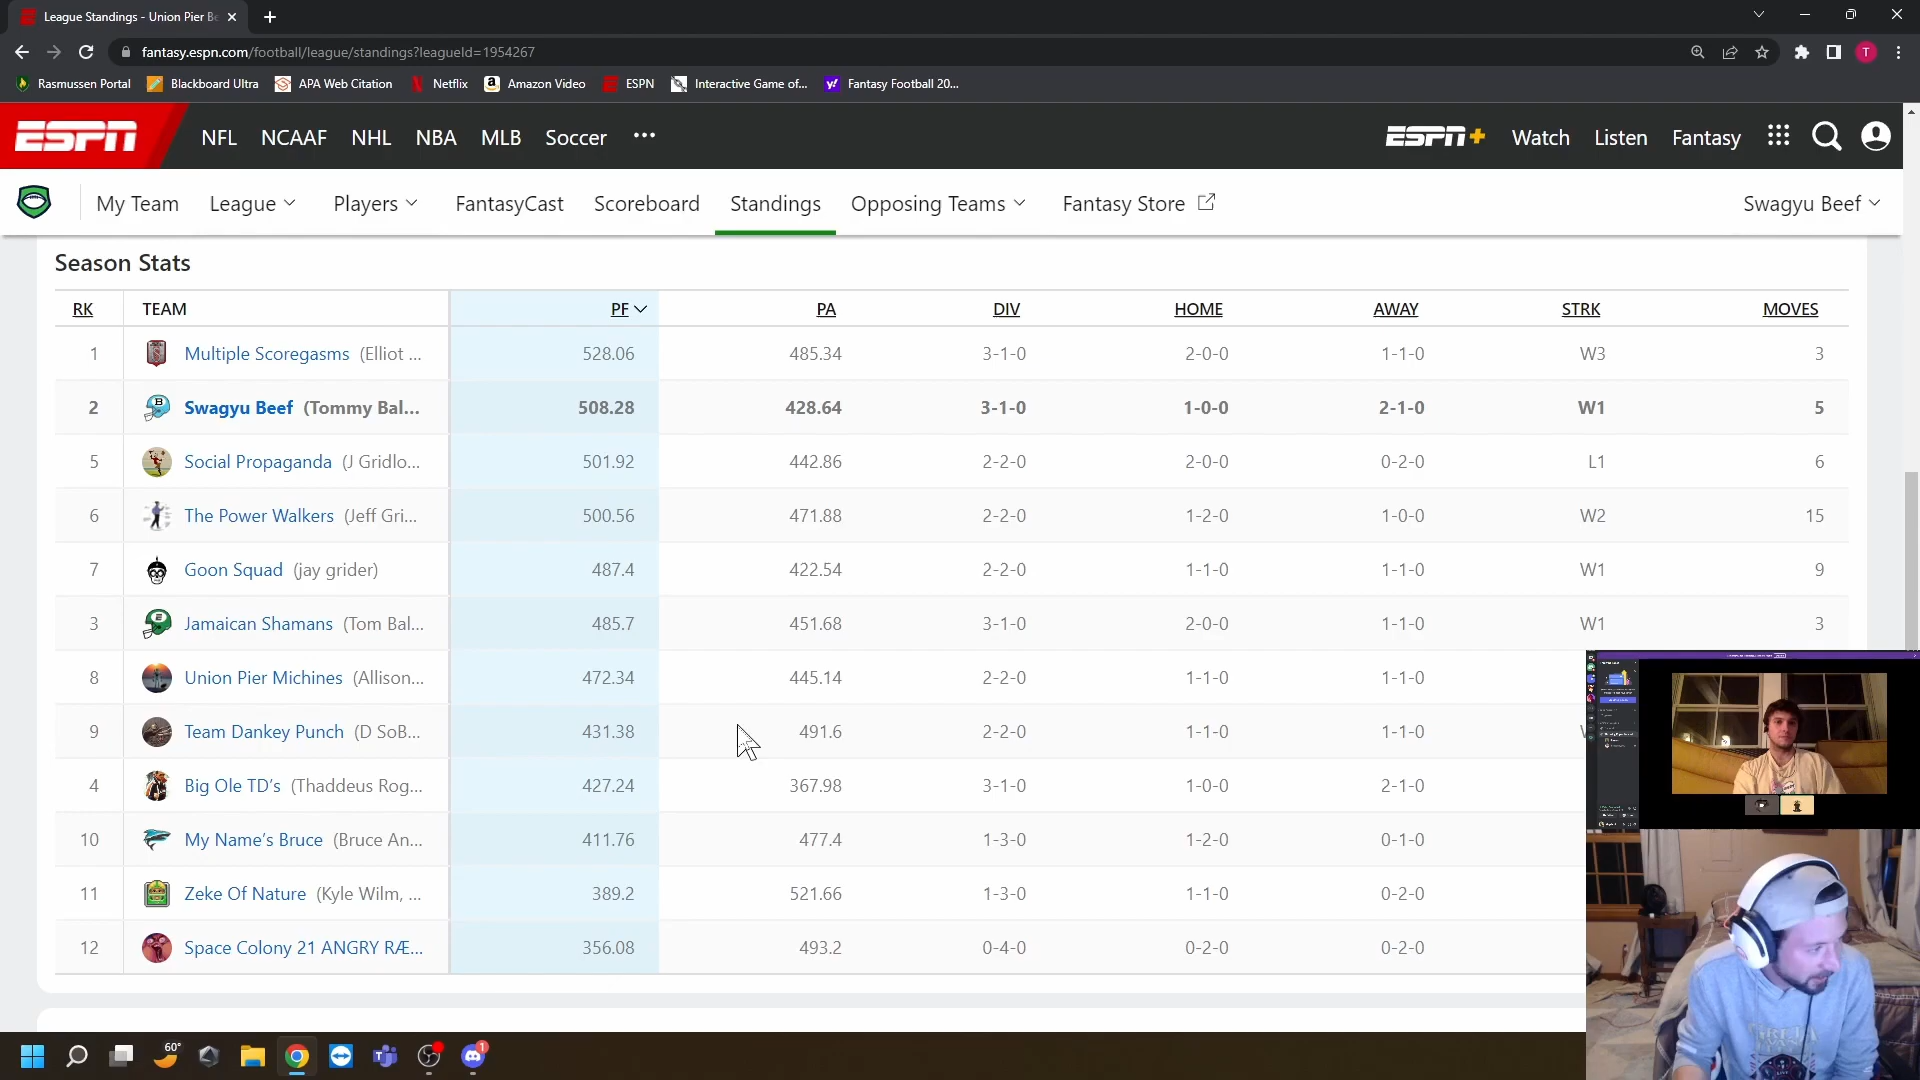 League Standings - Union Pier Be
fantasy.espn.com/football/league/standings?leagueId=1954267
T
Rasmussen Portal Blackboard Ultra APA Web Citation Netflix Amazon Video ESPN Interactive Game of... Fantasy Football 20...
ESPN NFL NCAAF NHL NBA MLB Soccer ESPN+ Watch Listen Fantasy
My Team League Players FantasyCast Scoreboard Standings Opposing Teams Fantasy Store Swagyu Beef
Season Stats
RK TEAM PF PA DIV HOME AWAY STRK MOVES
1 Multiple Scoregasms (Elliot ... 528.06 485.34 3-1-0 2-0-0 1-1-0 W3 3
2 Swagyu Beef (Tommy Bal... 508.28 428.64 3-1-0 1-0-0 2-1-0 W1 5
5 Social Propaganda (J Gridlo... 501.92 442.86 2-2-0 2-0-0 0-2-0 L1 6
6 The Power Walkers (Jeff Gri... 500.56 471.88 2-2-0 1-2-0 1-0-0 W2 15
7 Goon Squad (jay grider) 487.4 422.54 2-2-0 1-1-0 1-1-0 W1 9
3 Jamaican Shamans (Tom Bal... 485.7 451.68 3-1-0 2-0-0 1-1-0 W1 3
8 Union Pier Michines (Allison... 472.34 445.14 2-2-0 1-1-0 1-1-0
9 Team Dankey Punch (D SoB... 431.38 491.6 2-2-0 1-1-0 1-1-0
4 Big Ole TD's (Thaddeus Rog... 427.24 367.98 3-1-0 1-0-0 2-1-0
10 My Name's Bruce (Bruce An... 411.76 477.4 1-3-0 1-2-0 0-1-0
11 Zeke Of Nature (Kyle Wilm, ... 389.2 521.66 1-3-0 1-1-0 0-2-0
12 Space Colony 21 ANGRY RÆ... 356.08 493.2 0-4-0 0-2-0 0-2-0
60°
1